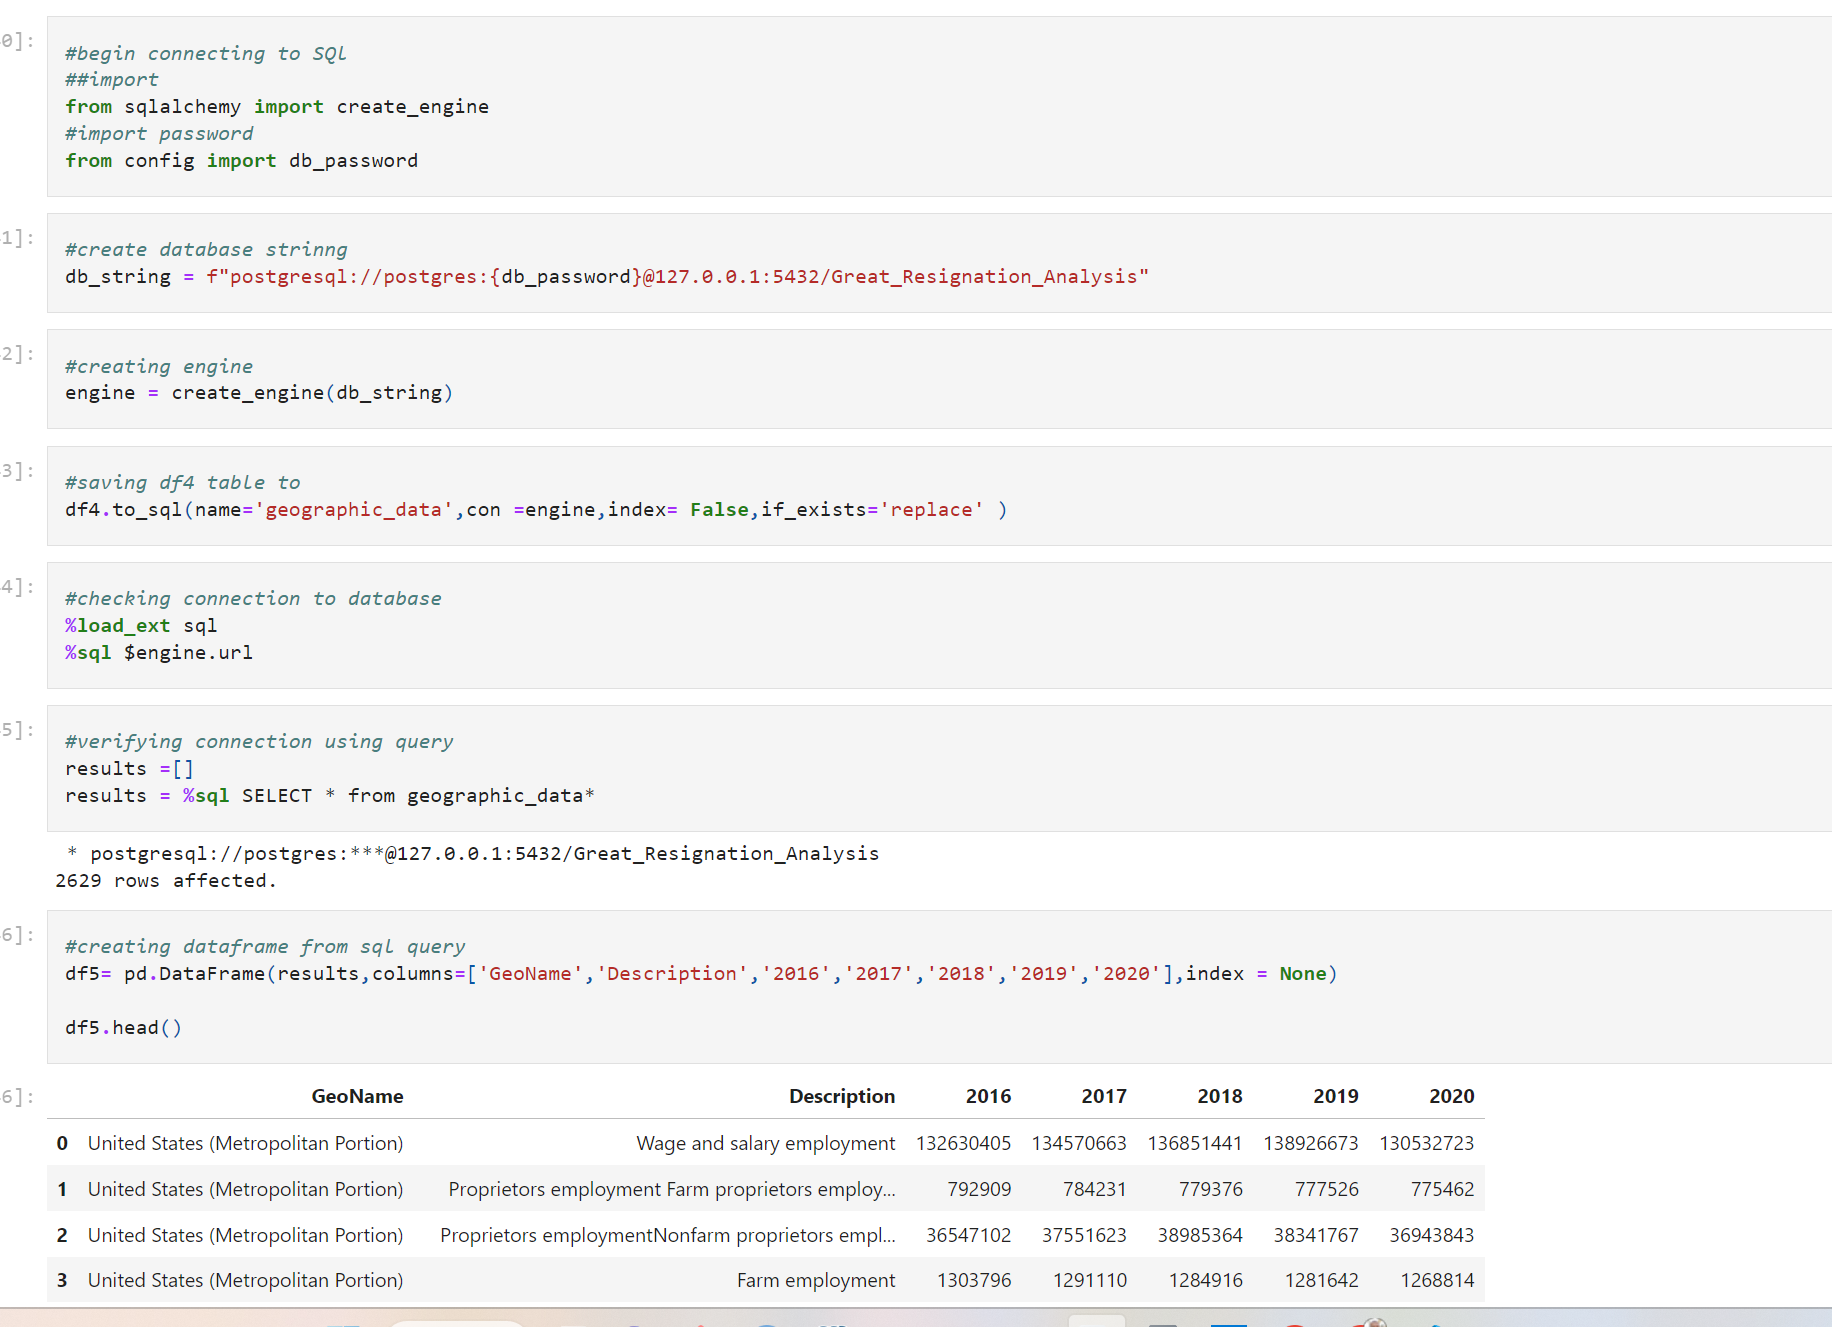 0]:
#begin connecting to SQl
##import
from sqlalchemy import create_engine
#import password
from config import db_password
1]:
#create database strinng
db_string = f"postgresql://postgres:{db_password}@127.0.0.1:5432/Great_Resignation_Analysis"
2]:
#creating engine
engine = create_engine(db_string)
3]:
#saving df4 table to
df4.to_sql(name='geographic_data',con =engine,index= False,if_exists='replace' )
4]:
#checking connection to database
%load_ext sql
%sql $engine.url
5]:
#verifying connection using query
results =[]
results = %sql SELECT * from geographic_data*
* postgresql://postgres:***@127.0.0.1:5432/Great_Resignation_Analysis
2629 rows affected.
6]:
#creating dataframe from sql query
df5= pd.DataFrame(results,columns=['GeoName','Description','2016','2017','2018','2019','2020'],index = None)
df5.head()
6]:
GeoName Description 2016 2017 2018 2019 2020
0 United States (Metropolitan Portion) Wage and salary employment 132630405 134570663 136851441 138926673 130532723
1 United States (Metropolitan Portion) Proprietors employment Farm proprietors employ... 792909 784231 779376 777526 775462
2 United States (Metropolitan Portion) Proprietors employmentNonfarm proprietors empl... 36547102 37551623 38985364 38341767 36943843
3 United States (Metropolitan Portion) Farm employment 1303796 1291110 1284916 1281642 1268814